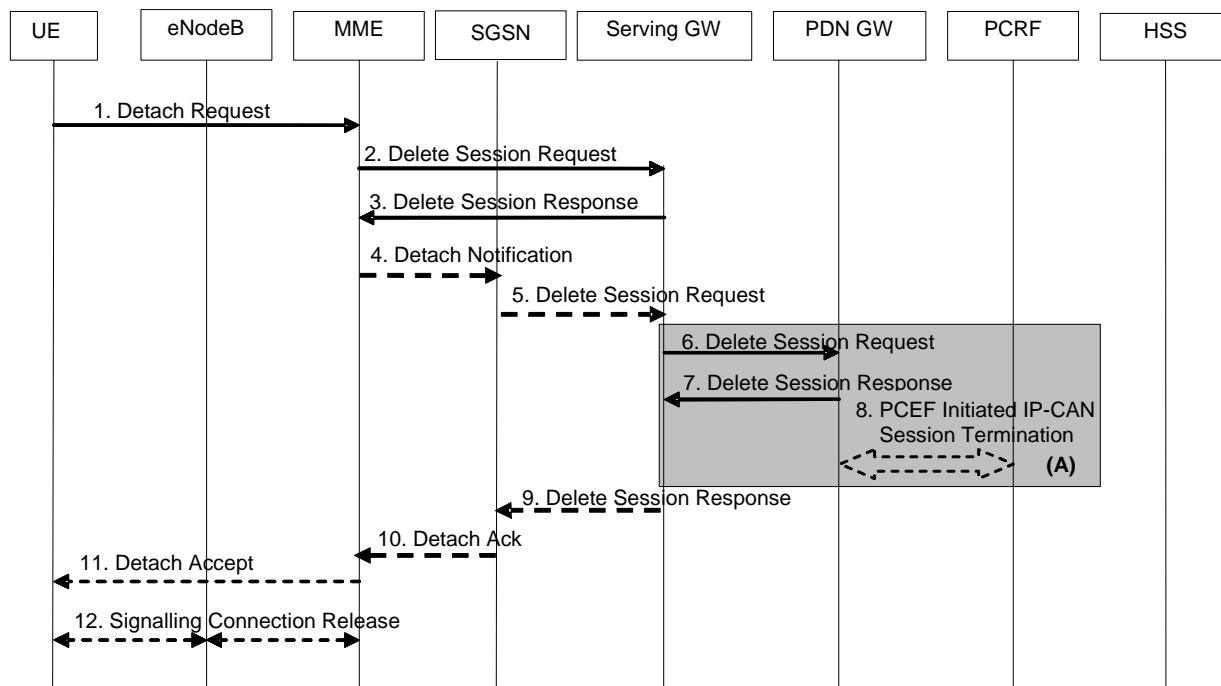 UE
eNodeB
MME
SGSN
Serving GW
PDN GW
PCRF
HSS
1. Detach Request
2. Delete Session Request
3. Delete Session Response
4. Detach Notification
5. Delete Session Request
6. Delete Session Request
7. Delete Session Response
8. PCEF Initiated IP-CAN
Session Termination
(A)
9. Delete Session Response
10. Detach Ack
11. Detach Accept
12. Signalling Connection Release